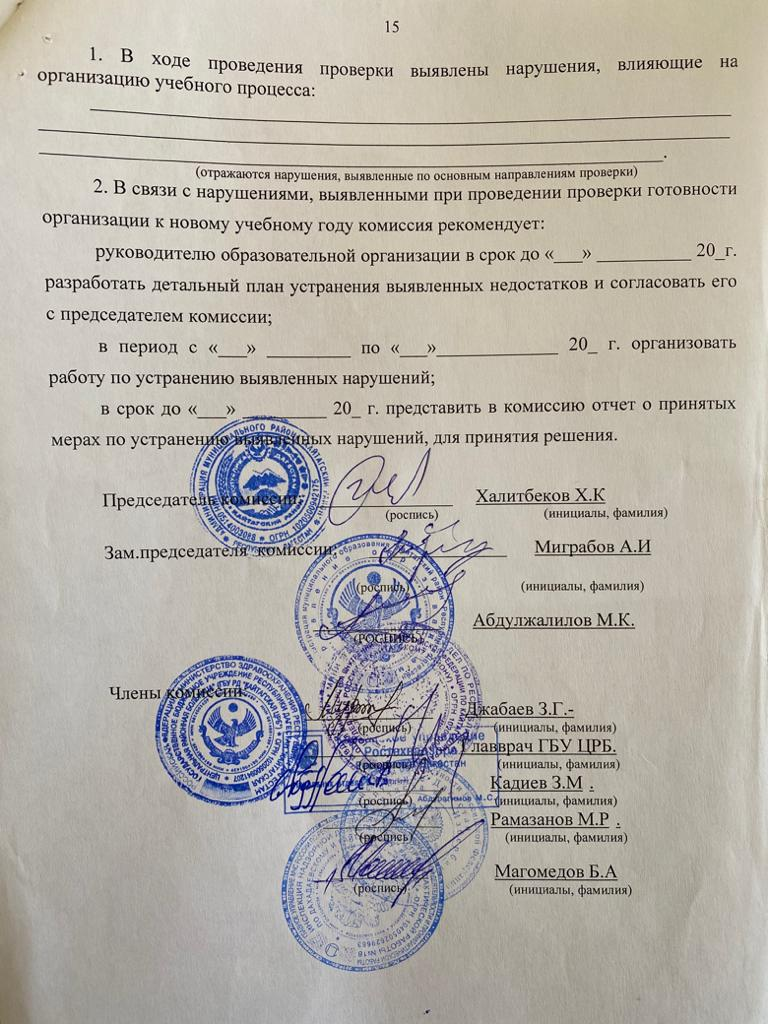 15
1. В ходе проведения проверки выявлены нарушения, влияющие на
организацию учебного процесса:
(отражаются нарушения, выявленные по основным направлениям проверки)
2. В связи с нарушениями, выявленными при проведении проверки готовности
организации к новому учебному году комиссия рекомендует:
руководителю образовательной организации в срок до «___» __________ 20_г.
разработать детальный план устранения выявленных недостатков и согласовать его
с председателем комиссии;
в период с «___» _________ по «___»_____________ 20_ г. организовать
работу по устранению выявленных нарушений;
в срок до «___» _________ 20_ г. представить в комиссию отчет о принятых
мерах по устранению выявленных нарушений, для принятия решения.
Председатель комиссии: Халитбеков Х.К
(роспись) (инициалы, фамилия)
Зам.председателя комиссии: Миграбов А.И
(роспись) (инициалы, фамилия)
Абдулжалилов М.К.
(РОСПИСЬ)
Члены комиссии: Джабаев З.Г.-
(роспись) (инициалы, фамилия)
Главврач ГБУ ЦРБ.
(роспись) (инициалы, фамилия)
Кадиев З.М .
(роспись) (инициалы, фамилия)
Рамазанов М.Р .
(роспись) (инициалы, фамилия)
Магомедов Б.А
(роспись) (инициалы, фамилия)